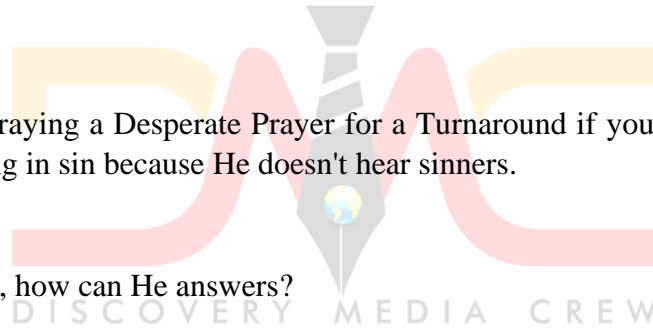 raying a Desperate Prayer for a Turnaround if you
g in sin because He doesn't hear sinners.
, how can He answers?
DISCOVERY MEDIA CREW